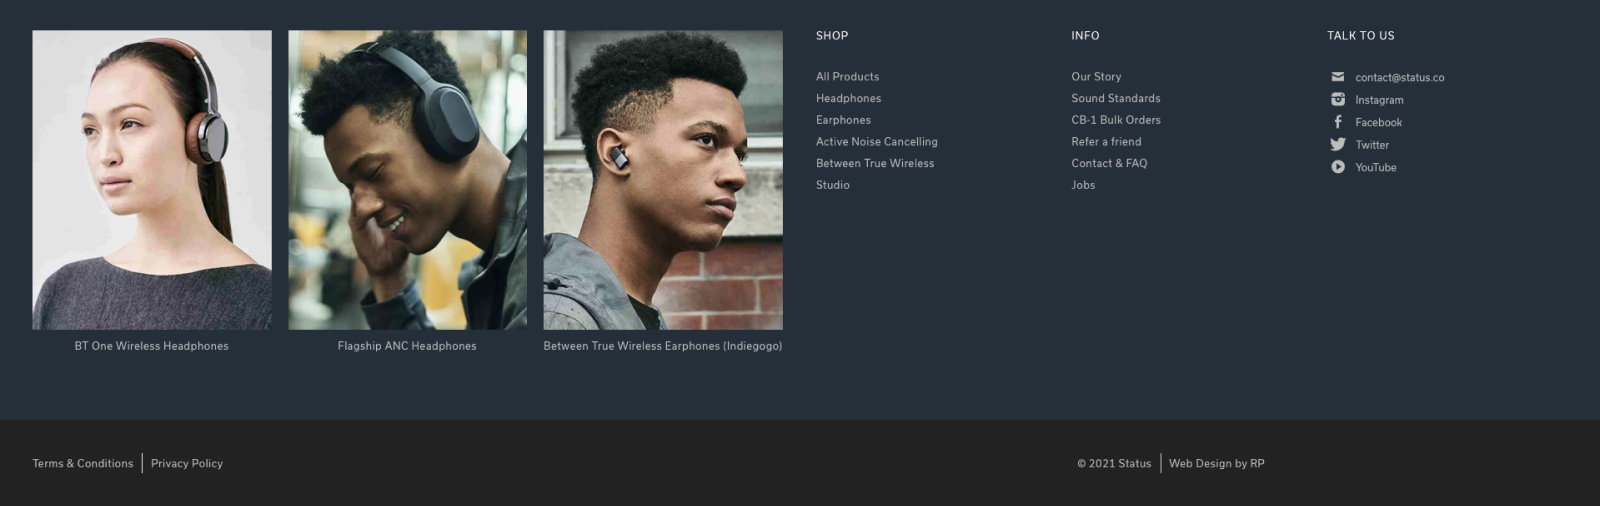 BT One Wireless Headphones
Flagship ANC Headphones
Between True Wireless Earphones (Indiegogo)
SHOP
All Products
Headphones
Earphones
Active Noise Cancelling
Between True Wireless
Studio
INFO
Our Story
Sound Standards
CB-1 Bulk Orders
Refer a friend
Contact & FAQ
Jobs
TALK TO US
contact@status.co
Instagram
Facebook
Twitter
YouTube
Terms & Conditions
Privacy Policy
© 2021 Status
Web Design by RP